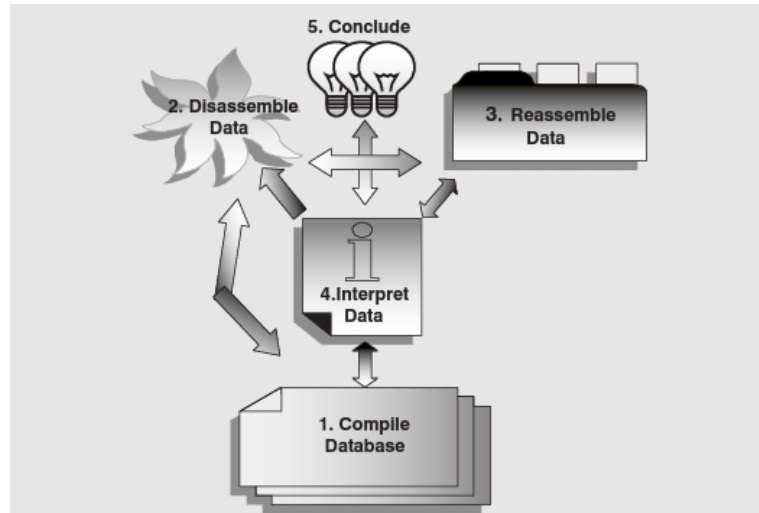 5. Conclude
2. Disassemble
Data
3. Reassemble
Data
4.Interpret
Data
1. Compile
Database